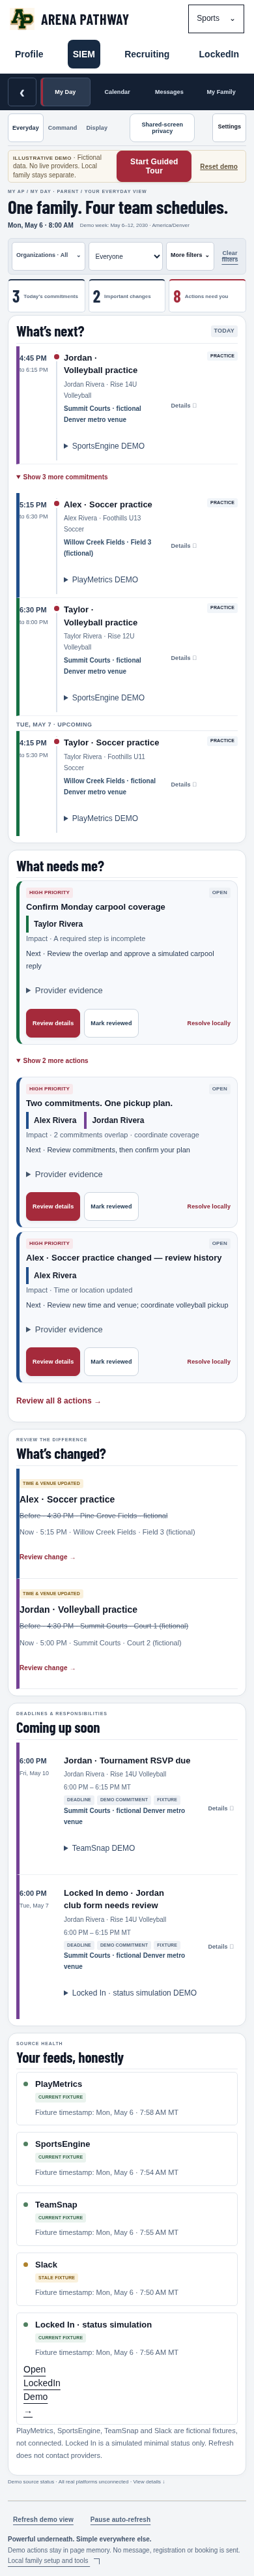 AP ARENA PATHWAY
Sports
Profile SIEM Recruiting LockedIn
My Day Calendar Messages My Family
Everyday Command Display Shared-screen privacy Settings
ILLUSTRATIVE DEMO · Fictional data. No live providers. Local family stays separate.
Start Guided Tour
Reset demo
MY AP / MY DAY · PARENT / YOUR EVERYDAY VIEW
One family. Four team schedules.
Mon, May 6 · 8:00 AM Demo week: May 6–12, 2030 · America/Denver
Organizations · All Everyone More filters Clear filters
3 Today's commitments
2 Important changes
8 Actions need you
What's next?
TODAY
4:45 PM
to 6:15 PM
Jordan · Volleyball practice
PRACTICE
Jordan Rivera · Rise 14U Volleyball
Summit Courts · fictional Denver metro venue
Details
SportsEngine DEMO
Show 3 more commitments
5:15 PM
to 6:30 PM
Alex · Soccer practice
PRACTICE
Alex Rivera · Foothills U13 Soccer
Willow Creek Fields · Field 3 (fictional)
Details
PlayMetrics DEMO
6:30 PM
to 8:00 PM
Taylor · Volleyball practice
PRACTICE
Taylor Rivera · Rise 12U Volleyball
Summit Courts · fictional Denver metro venue
Details
SportsEngine DEMO
TUE, MAY 7 · UPCOMING
4:15 PM
to 5:30 PM
Taylor · Soccer practice
PRACTICE
Taylor Rivera · Foothills U11 Soccer
Willow Creek Fields · fictional Denver metro venue
Details
PlayMetrics DEMO
What needs me?
HIGH PRIORITY OPEN
Confirm Monday carpool coverage
Taylor Rivera
Impact · A required step is incomplete
Next · Review the overlap and approve a simulated carpool reply
Provider evidence
Review details Mark reviewed Resolve locally
Show 2 more actions
HIGH PRIORITY OPEN
Two commitments. One pickup plan.
Alex Rivera Jordan Rivera
Impact · 2 commitments overlap · coordinate coverage
Next · Review commitments, then confirm your plan
Provider evidence
Review details Mark reviewed Resolve locally
HIGH PRIORITY OPEN
Alex · Soccer practice changed — review history
Alex Rivera
Impact · Time or location updated
Next · Review new time and venue; coordinate volleyball pickup
Provider evidence
Review details Mark reviewed Resolve locally
Review all 8 actions →
REVIEW THE DIFFERENCE
What's changed?
TIME & VENUE UPDATED
Alex · Soccer practice
Before · 4:30 PM · Pine Grove Fields · fictional
Now · 5:15 PM · Willow Creek Fields · Field 3 (fictional)
Review change →
TIME & VENUE UPDATED
Jordan · Volleyball practice
Before · 4:30 PM · Summit Courts · Court 1 (fictional)
Now · 5:00 PM · Summit Courts · Court 2 (fictional)
Review change →
DEADLINES & RESPONSIBILITIES
Coming up soon
6:00 PM
Fri, May 10
Jordan · Tournament RSVP due
Jordan Rivera · Rise 14U Volleyball
6:00 PM – 6:15 PM MT
DEADLINE DEMO COMMITMENT FIXTURE
Summit Courts · fictional Denver metro venue
Details
TeamSnap DEMO
6:00 PM
Tue, May 7
Locked In demo · Jordan club form needs review
Jordan Rivera · Rise 14U Volleyball
6:00 PM – 6:15 PM MT
DEADLINE DEMO COMMITMENT FIXTURE
Summit Courts · fictional Denver metro venue
Details
Locked In · status simulation DEMO
SOURCE HEALTH
Your feeds, honestly
PlayMetrics
CURRENT FIXTURE
Fixture timestamp: Mon, May 6 · 7:58 AM MT
SportsEngine
CURRENT FIXTURE
Fixture timestamp: Mon, May 6 · 7:54 AM MT
TeamSnap
CURRENT FIXTURE
Fixture timestamp: Mon, May 6 · 7:55 AM MT
Slack
STALE FIXTURE
Fixture timestamp: Mon, May 6 · 7:50 AM MT
Locked In · status simulation
CURRENT FIXTURE
Fixture timestamp: Mon, May 6 · 7:56 AM MT
Open
LockedIn
Demo
→
PlayMetrics, SportsEngine, TeamSnap and Slack are fictional fixtures,
not connected. Locked In is a simulated minimal status only. Refresh
does not contact providers.
Demo source status · All real platforms unconnected · View details ↓
Refresh demo view Pause auto-refresh
Powerful underneath. Simple everywhere else.
Demo actions stay in page memory. No message, registration or booking is sent.
Local family setup and tools